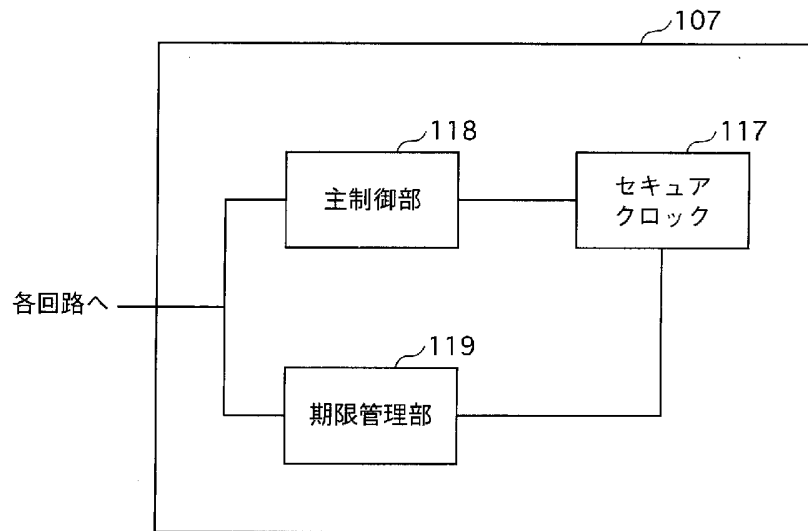 107
118
117
主制御部
セキュア
クロック
各回路へ
119
期限管理部